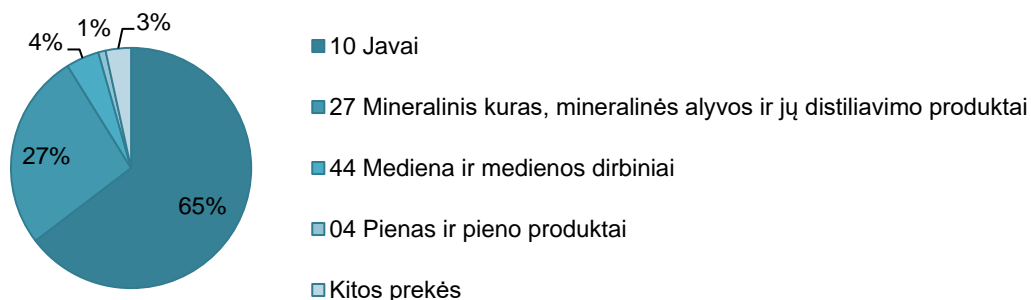 1% 3%
4%
27%
65%
10 Javai
27 Mineralinis kuras, mineralinės alyvos ir jų distiliavimo produktai
44 Mediena ir medienos dirbiniai
04 Pienas ir pieno produktai
Kitos prekės